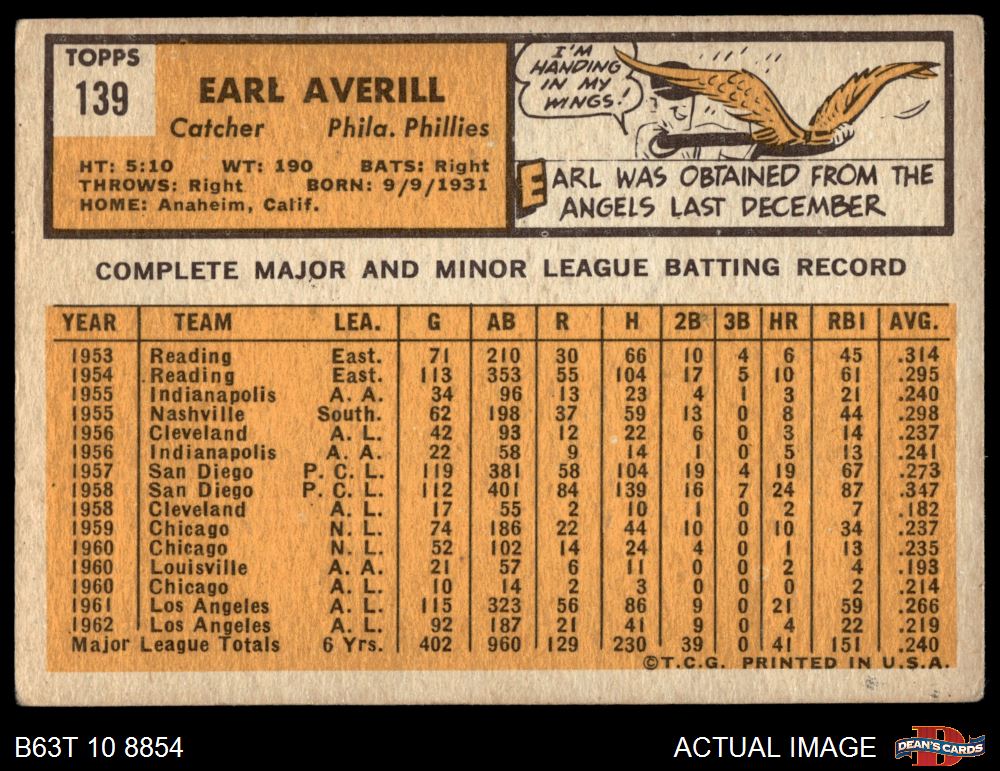 TOPPS
139
EARL AVERILL
Catcher Phila. Phillies
HT: 5:10 WT: 190 BATS: Right
THROWS: Right BORN: 9/9/1931
HOME: Anaheim, Calif.
I'M
HANDING
IN MY
WINGS!
EARL WAS OBTAINED FROM THE
ANGELS LAST DECEMBER
COMPLETE MAJOR AND MINOR LEAGUE BATTING RECORD
YEAR TEAM LEA. G AB R H 2B 3B HR RBI AVG.
1953 Reading East. 71 210 30 66 10 4 6 45 .314
1954 Reading East. 113 353 55 104 17 5 10 61 .295
1955 Indianapolis A. A. 34 96 13 23 4 1 3 21 .240
1955 Nashville South. 62 198 37 59 13 0 8 44 .298
1956 Cleveland A. L. 42 93 12 22 6 0 3 14 .237
1956 Indianapolis A. A. 22 58 9 14 1 0 5 13 .241
1957 San Diego P. C. L. 119 381 58 104 19 4 19 67 .273
1958 San Diego P. C. L. 112 401 84 139 16 7 24 87 .347
1958 Cleveland A. L. 17 55 2 10 1 0 2 7 .182
1959 Chicago N. L. 74 186 22 44 10 0 10 34 .237
1960 Chicago N. L. 52 102 14 24 4 0 1 13 .235
1960 Louisville A. A. 21 57 6 11 0 0 2 4 .193
1960 Chicago A. L. 10 14 2 3 0 0 0 2 .214
1961 Los Angeles A. L. 115 323 56 86 9 0 21 59 .266
1962 Los Angeles A. L. 92 187 21 41 9 0 4 22 .219
Major League Totals 6 Yrs. 402 960 129 230 39 0 41 151 .240
©T.C.G. PRINTED IN U.S.A.
B63T 10 8854
ACTUAL IMAGE
D
DEAN'S CARDS